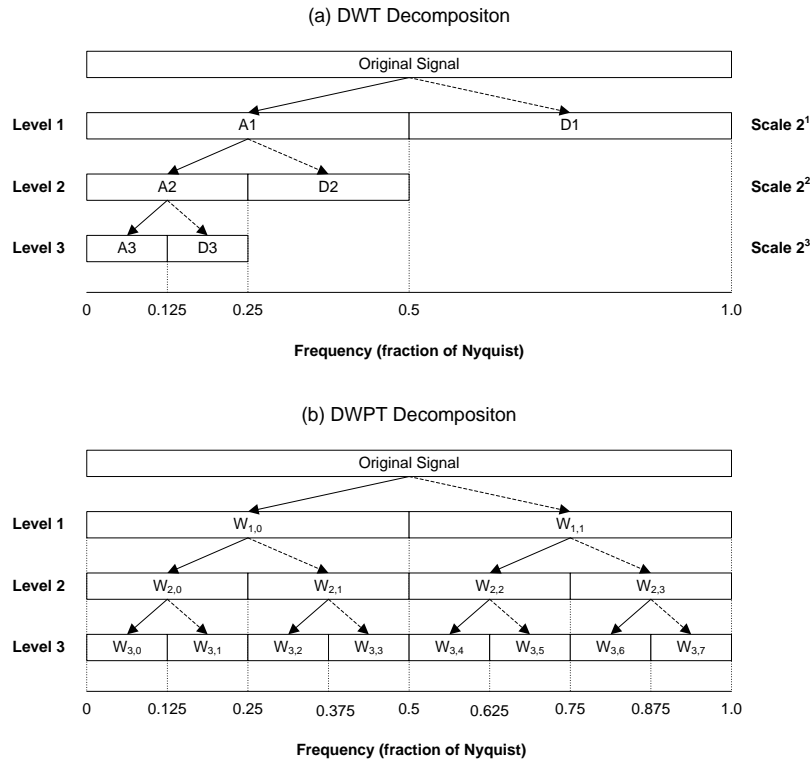 (a) DWT Decompositon
Original Signal
Level 1 A1 D1 Scale 2¹
Level 2 A2 D2 Scale 2²
Level 3 A3 D3 Scale 2³
0 0.125 0.25 0.5 1.0
Frequency (fraction of Nyquist)
(b) DWPT Decompositon
Original Signal
Level 1 W₁,₀ W₁,₁
Level 2 W₂,₀ W₂,₁ W₂,₂ W₂,₃
Level 3 W₃,₀ W₃,₁ W₃,₂ W₃,₃ W₃,₄ W₃,₅ W₃,₆ W₃,₇
0 0.125 0.25 0.375 0.5 0.625 0.75 0.875 1.0
Frequency (fraction of Nyquist)